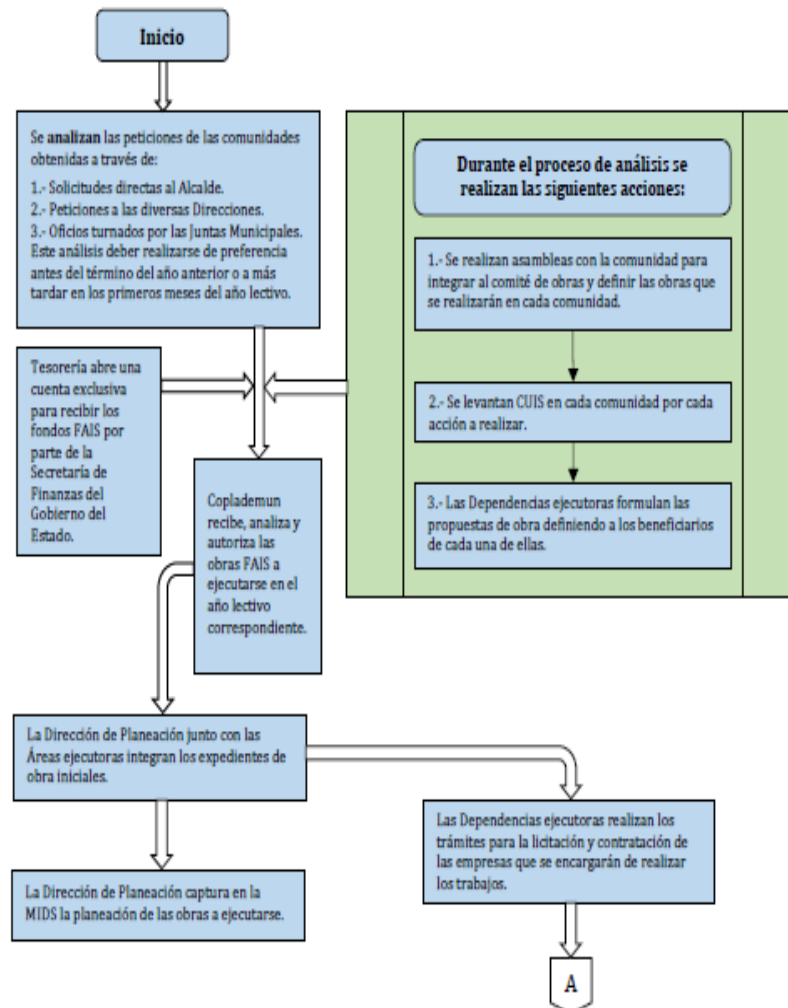 Inicio
Se analizan las peticiones de las comunidades
obtenidas a través de:
1.- Solicitudes directas al Alcalde.
2.- Peticiones a las diversas Direcciones.
3.- Oficios turnados por las Juntas Municipales.
Este análisis deber realizarse de preferencia
antes del término del año anterior o a más
tardar en los primeros meses del año lectivo.
Durante el proceso de análisis se
realizan las siguientes acciones:
1.- Se realizan asambleas con la comunidad para
integrar al comité de obras y definir las obras que
se realizarán en cada comunidad.
2.- Se levantan CUIS en cada comunidad por cada
acción a realizar.
3.- Las Dependencias ejecutoras formulan las
propuestas de obra definiendo a los beneficiarios
de cada una de ellas.
Tesorería abre una
cuenta exclusiva
para recibir los
fondos FAIS por
parte de la
Secretaría de
Finanzas del
Gobierno del
Estado.
Coplademun
recibe, analiza y
autoriza las
obras FAIS a
ejecutarse en el
año lectivo
correspondiente.
La Dirección de Planeación junto con las
Áreas ejecutoras integran los expedientes de
obra iniciales.
La Dirección de Planeación captura en la
MIDS la planeación de las obras a ejecutarse.
Las Dependencias ejecutoras realizan los
trámites para la licitación y contratación de
las empresas que se encargarán de realizar
los trabajos.
A